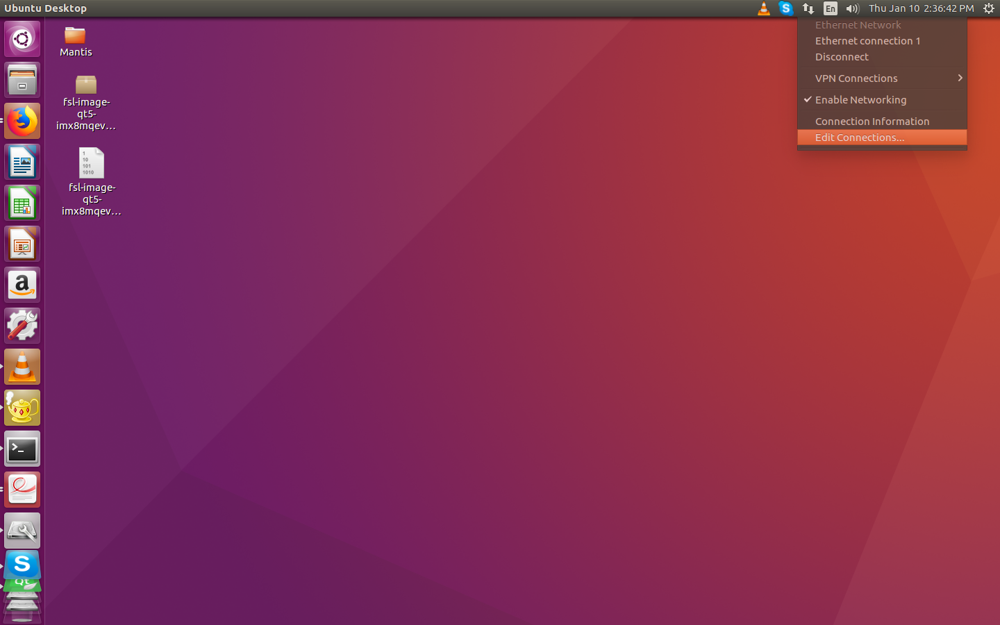 Ubuntu Desktop
En
Thu Jan 10 2:36:42 PM
Ethernet Network
Ethernet connection 1
Disconnect
VPN Connections
Enable Networking
Connection Information
Edit Connections...
Mantis
fsl-image-
qt5-
imx8mqev...
1
10
101
1010
fsl-image-
qt5-
imx8mqev...
a
S
S
Qt